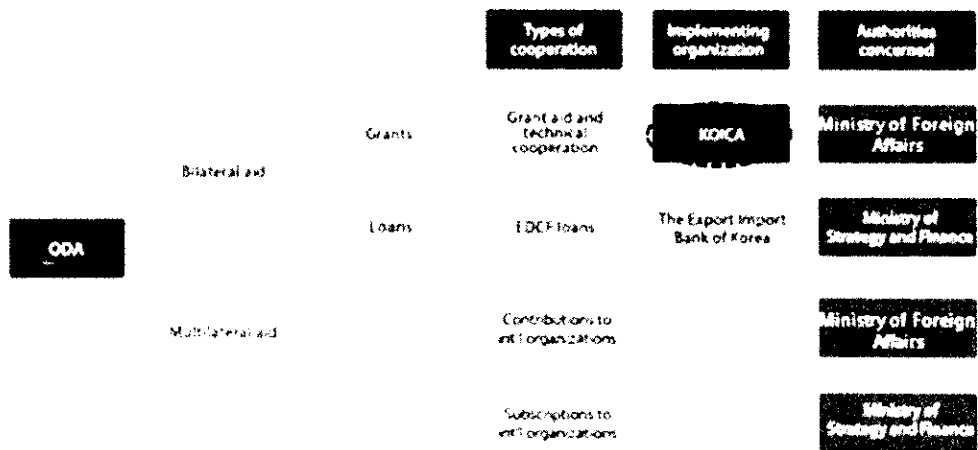 Types of
cooperation
Implementing
organization
Authorities
concerned
Grants
Grant aid and
technical
cooperation
KOICA
Ministry of Foreign
Affairs
Bilateral aid
Loans
EDCF loans
The Export Import
Bank of Korea
Ministry of
Strategy and Finance
ODA
Multilateral aid
Contributions to
int'l organizations
Ministry of Foreign
Affairs
Subscriptions to
int'l organizations
Ministry of
Strategy and Finance